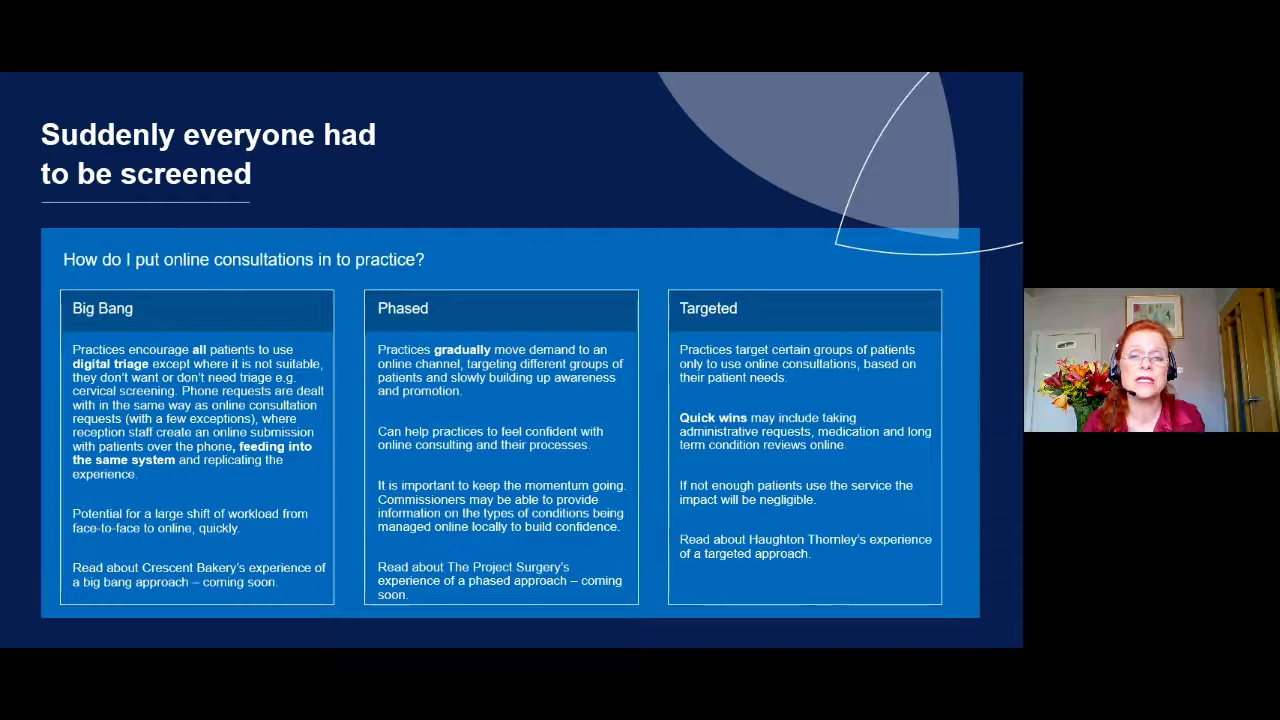 Suddenly everyone had
to be screened
How do I put online consultations in to practice?
Big Bang
Practices encourage all patients to use
digital triage except where it is not suitable,
they don't want or don't need triage e.g.
cervical screening. Phone requests are dealt
with in the same way as online consultation
requests (with a few exceptions), where
reception staff create an online submission
with patients over the phone, feeding into
the same system and replicating the
experience.
Potential for a large shift of workload from
face-to-face to online, quickly.
Read about Crescent Bakery's experience of
a big bang approach – coming soon.
Phased
Practices gradually move demand to an
online channel, targeting different groups of
patients and slowly building up awareness
and promotion.
Can help practices to feel confident with
online consulting and their processes.
It is important to keep the momentum going.
Commissioners may be able to provide
information on the types of conditions being
managed online locally to build confidence.
Read about The Project Surgery's
experience of a phased approach – coming
soon.
Targeted
Practices target certain groups of patients
only to use online consultations, based on
their patient needs.
Quick wins may include taking
administrative requests, medication and long
term condition reviews online.
If not enough patients use the service the
impact will be negligible.
Read about Haughton Thornley's experience
of a targeted approach.